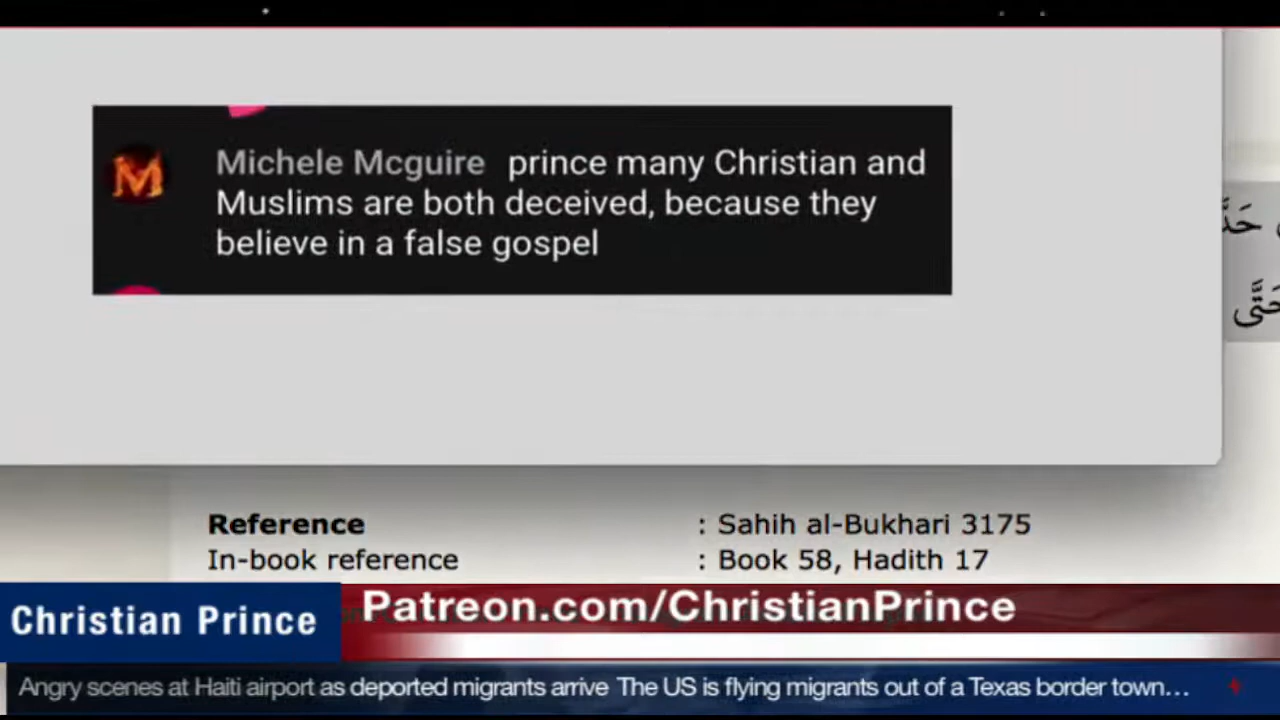 Michele Mcguire prince many Christian and
Muslims are both deceived, because they
believe in a false gospel
Reference : Sahih al-Bukhari 3175
In-book reference : Book 58, Hadith 17
Christian Prince
Patreon.com/ChristianPrince
Angry scenes at Haiti airport as deported migrants arrive The US is flying migrants out of a Texas border town...